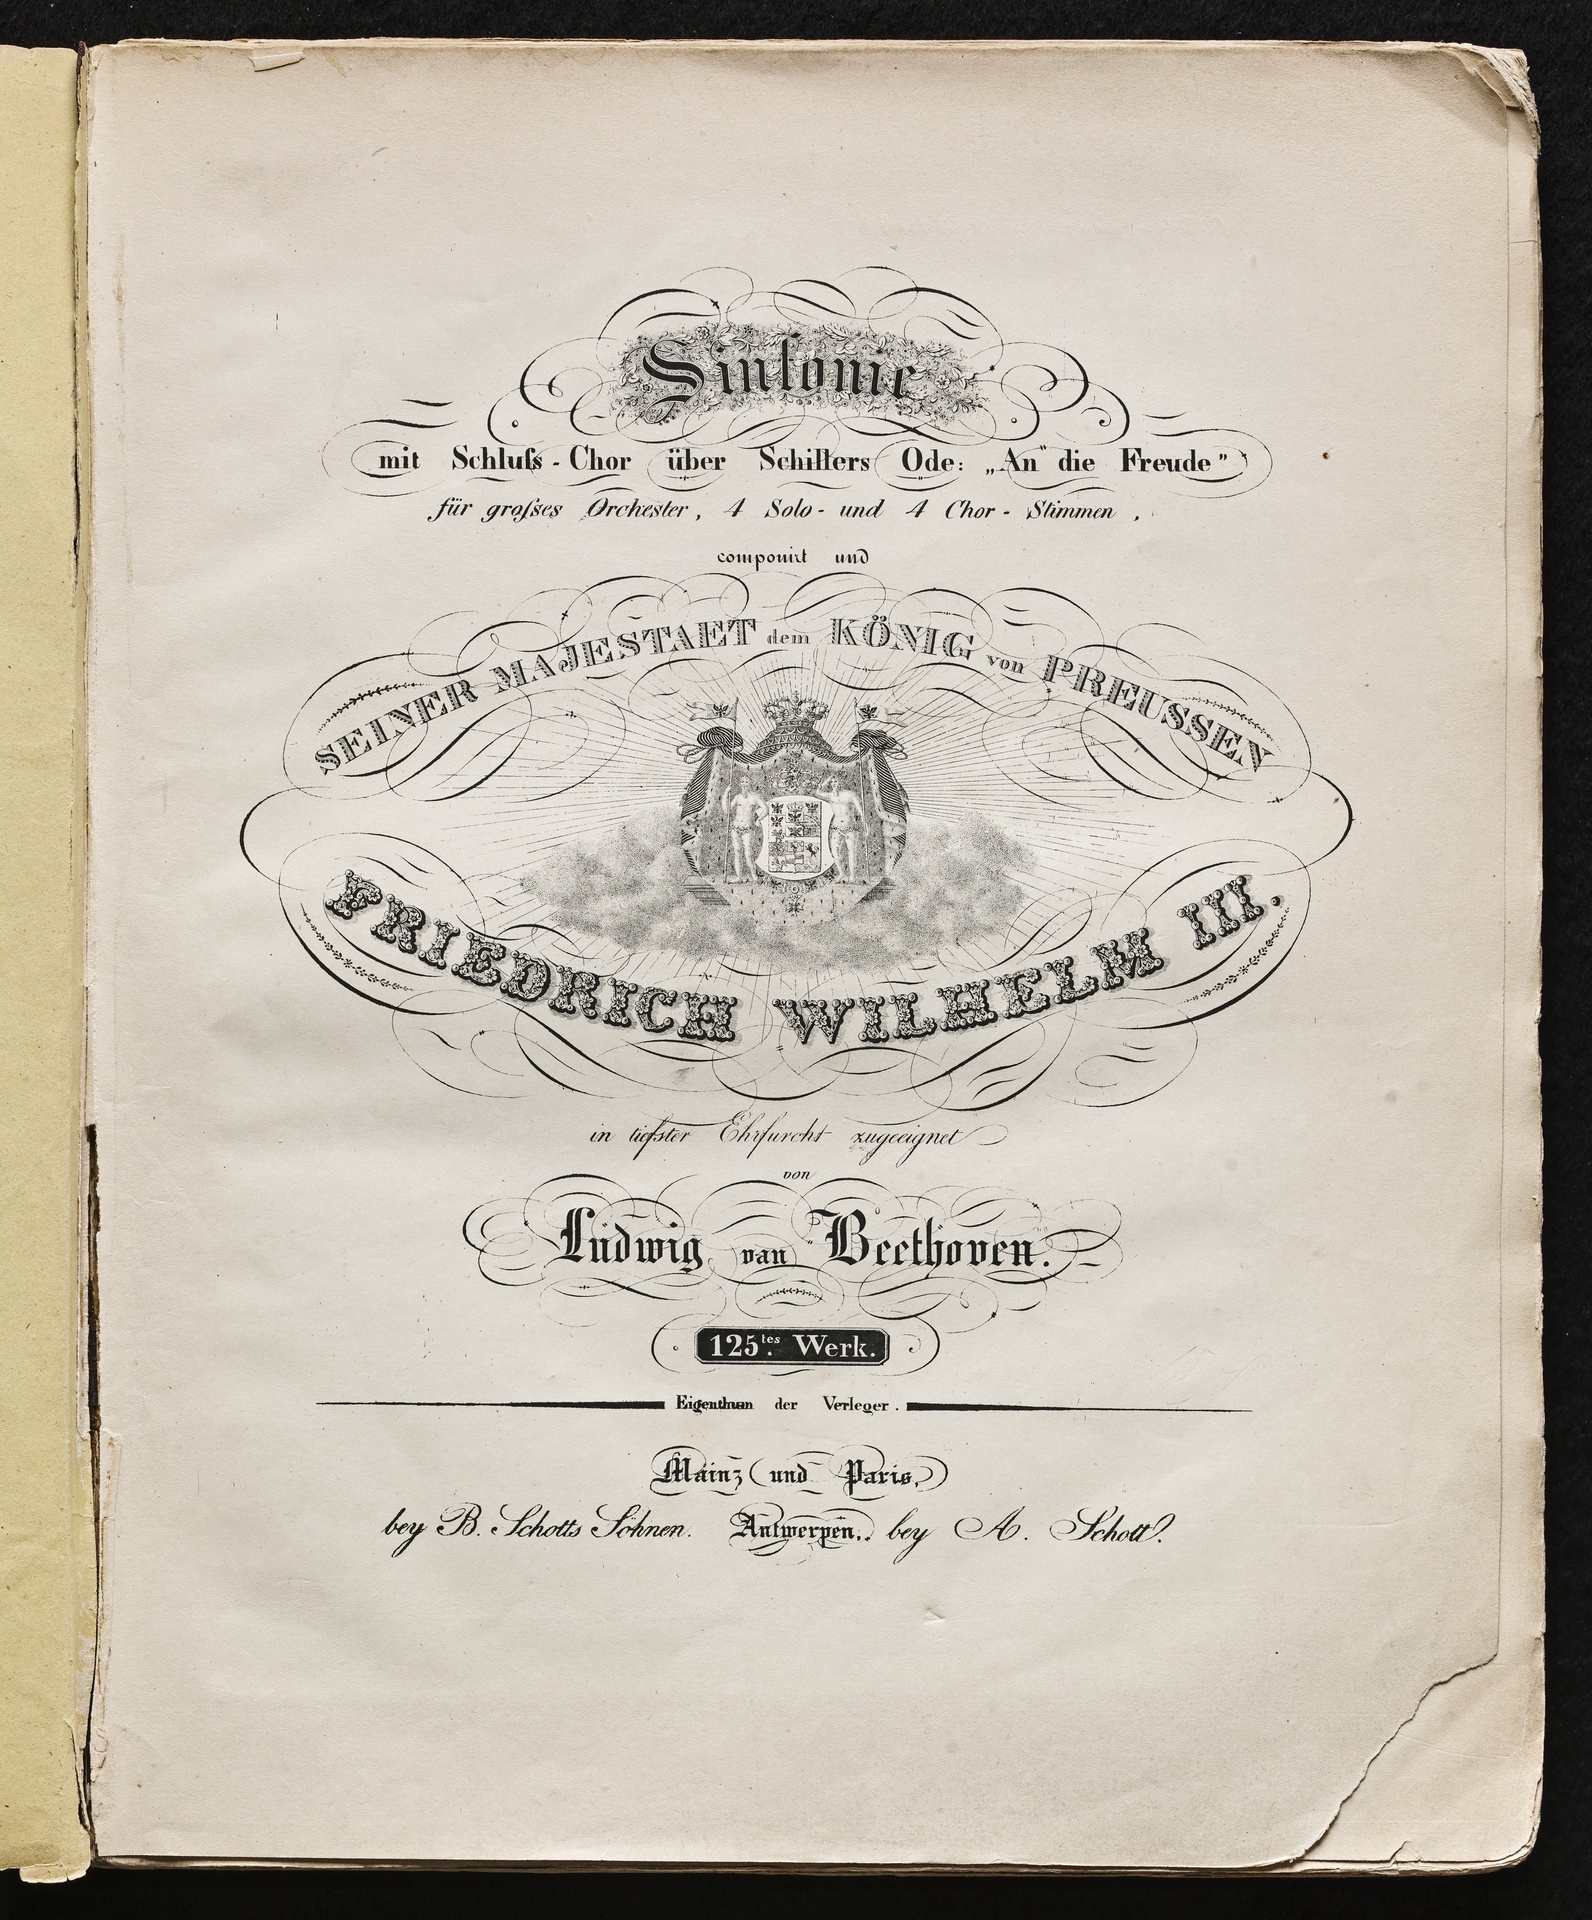 Sinfonie
mit Schluſs-Chor über Schillers Ode: „An die Freude”
für groſses Orchester, 4 Solo- und 4 Chor-Stimmen,
componirt und
SEINER MAJESTAET dem KÖNIG von PREUSSEN
FRIEDRICH WILHELM III.
in tiefster Ehrfurcht zugeeignet
von
Ludwig van Beethoven.
125tes. Werk.
Eigenthum der Verleger.
Mainz und Paris,
bey B. Schotts Söhnen. Antwerpen, bey A. Schott.